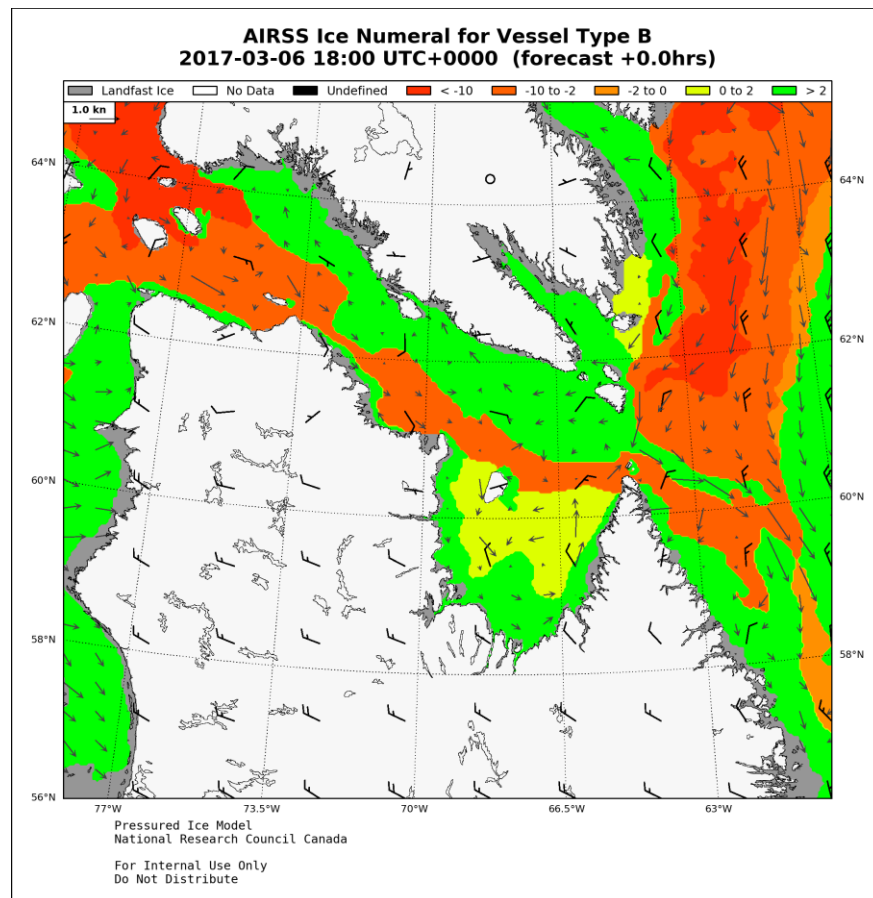 AIRSS Ice Numeral for Vessel Type B
2017-03-06 18:00 UTC+0000 (forecast +0.0hrs)
Landfast Ice No Data Undefined < -10 -10 to -2 -2 to 0 0 to 2 > 2
1.0 kn
64°N 64°N
62°N 62°N
60°N 60°N
58°N 58°N
56°N
77°W 73.5°W 70°W 66.5°W 63°W
Pressured Ice Model
National Research Council Canada
For Internal Use Only
Do Not Distribute